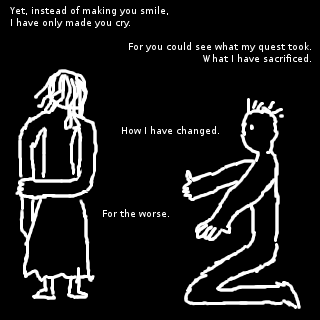 Yet, instead of making you smile,
I have only made you cry.
For you could see what my quest took.
What I have sacrificed.
How I have changed.
For the worse.